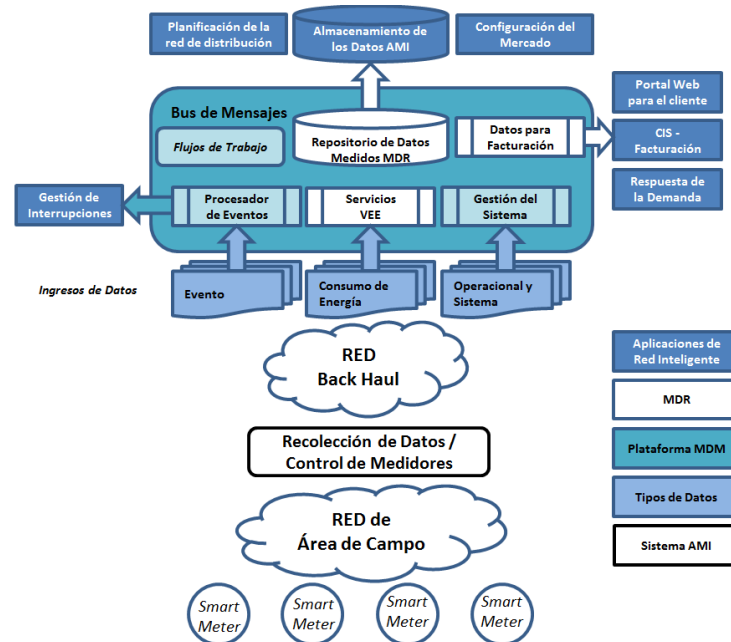 Planificación de la
red de distribución
Almacenamiento de
los Datos AMI
Configuración del
Mercado
Portal Web
para el cliente
Bus de Mensajes
Flujos de Trabajo
Repositorio de Datos
Medidos MDR
Datos para
Facturación
CIS -
Facturación
Respuesta de
la Demanda
Gestión de
Interrupciones
Procesador
de Eventos
Servicios
VEE
Gestión del
Sistema
Ingresos de Datos
Evento
Consumo de
Energía
Operacional y
Sistema
RED
Back Haul
Recolección de Datos /
Control de Medidores
RED de
Área de Campo
Smart
Meter
Smart
Meter
Smart
Meter
Smart
Meter
Aplicaciones de
Red Inteligente
MDR
Plataforma MDM
Tipos de Datos
Sistema AMI